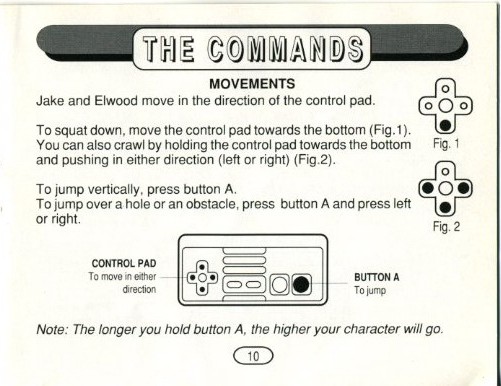 THE COMMANDS
MOVEMENTS
Jake and Elwood move in the direction of the control pad.
To squat down, move the control pad towards the bottom (Fig.1).
You can also crawl by holding the control pad towards the bottom
and pushing in either direction (left or right) (Fig.2).
Fig. 1
To jump vertically, press button A.
To jump over a hole or an obstacle, press button A and press left
or right.
Fig. 2
CONTROL PAD
To move in either
direction
BUTTON A
To jump
Note: The longer you hold button A, the higher your character will go.
10